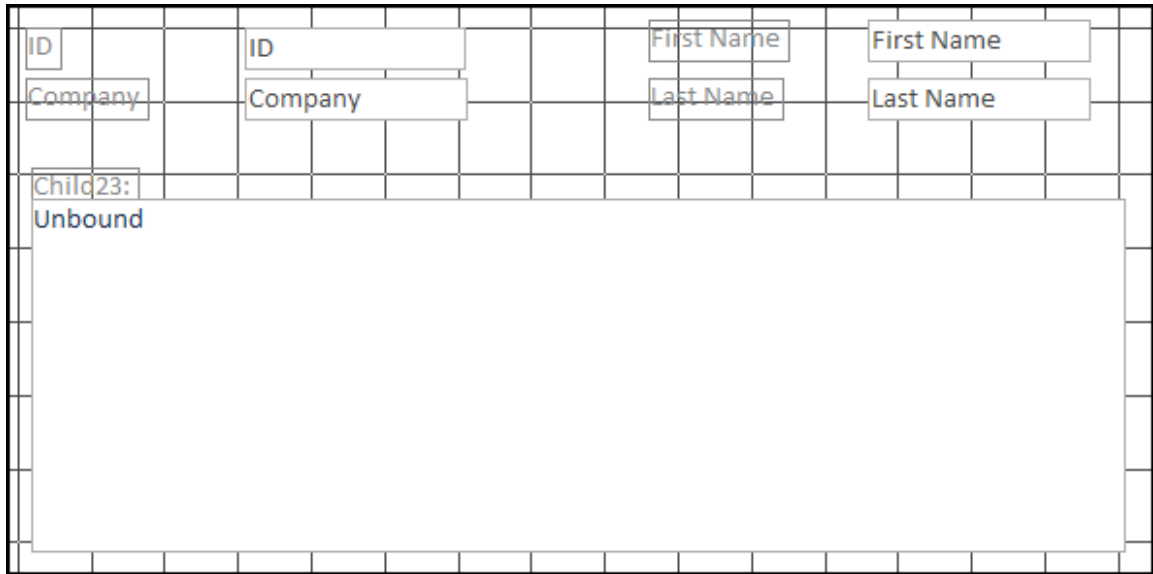 ID ID First Name First Name
Company Company Last Name Last Name
Child23:
Unbound